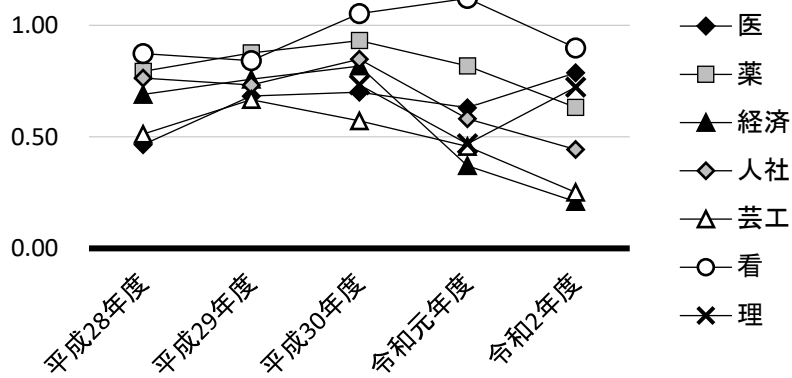 1.00
0.50
0.00
平成28年度
平成29年度
平成30年度
令和元年度
令和2年度
医
薬
経済
人社
芸工
看
理